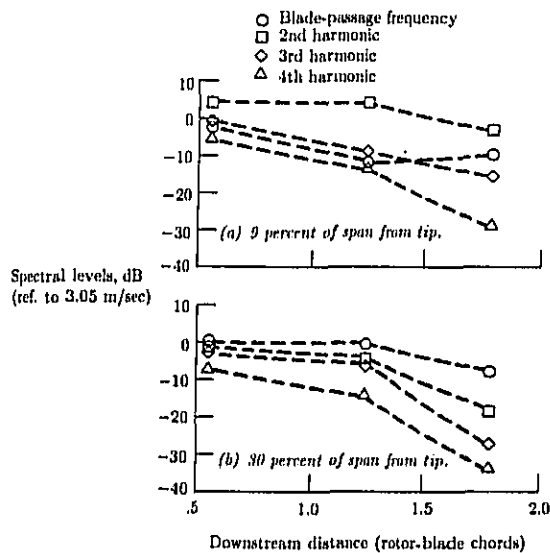 Blade-passage frequency
2nd harmonic
3rd harmonic
4th harmonic
10
0
-10
-20
-30
-40
(a) 9 percent of span from tip.
Spectral levels, dB
(ref. to 3.05 m/sec)
10
0
-10
-20
-30
-40
(b) 30 percent of span from tip.
.5 1.0 1.5 2.0
Downstream distance (rotor-blade chords)